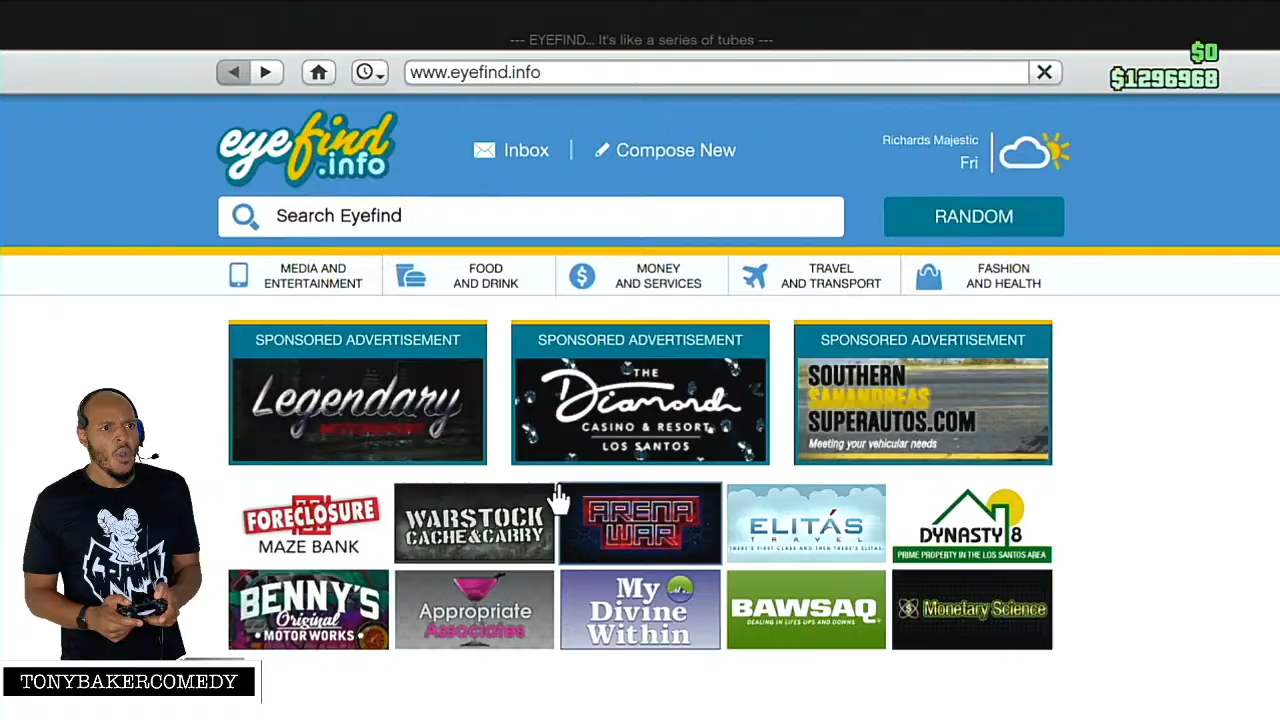 --- EYEFIND... It's like a series of tubes ---
www.eyefind.info
$0
$1296968
eyefind
.info
Inbox
Compose New
Richards Majestic
Fri
Search Eyefind
RANDOM
MEDIA AND
ENTERTAINMENT
FOOD
AND DRINK
MONEY
AND SERVICES
TRAVEL
AND TRANSPORT
FASHION
AND HEALTH
SPONSORED ADVERTISEMENT
Legendary
MOTORSPORT
SPONSORED ADVERTISEMENT
THE
Diamond
CASINO & RESORT
LOS SANTOS
SPONSORED ADVERTISEMENT
SOUTHERN
SANANDREAS
SUPERAUTOS.COM
Meeting your vehicular needs
FORECLOSURE
MAZE BANK
WARSTOCK
CACHE & CARRY
ARENA
WAR
ELITÁS
TRAVEL
THERE'S FIRST CLASS AND THEN THERE'S ELITÁS.
DYNASTY 8
PRIME PROPERTY IN THE LOS SANTOS AREA
BENNY'S
Original
MOTOR WORKS
Appropriate
Associates
My
Divine
Within
BAWSAQ
DEALING IN LIFES UPS AND DOWNS
Monetary Science
GRAWN
TONYBAKERCOMEDY